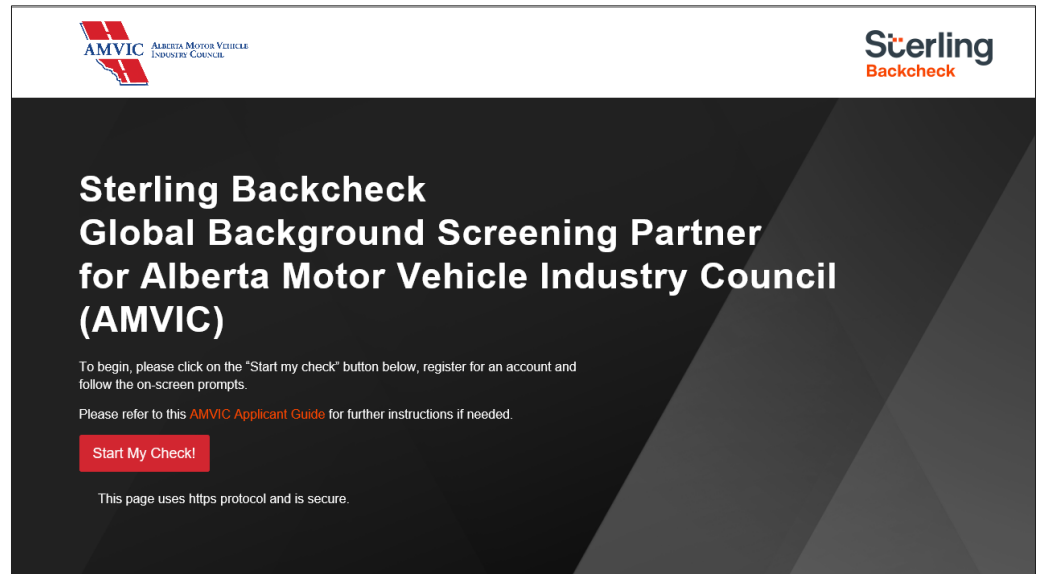 AMVIC
ALBERTA MOTOR VEHICLE
INDUSTRY COUNCIL
Sterling
Backcheck
Sterling Backcheck
Global Background Screening Partner
for Alberta Motor Vehicle Industry Council
(AMVIC)
To begin, please click on the “Start my check” button below, register for an account and
follow the on-screen prompts.
Please refer to this AMVIC Applicant Guide for further instructions if needed.
Start My Check!
This page uses https protocol and is secure.